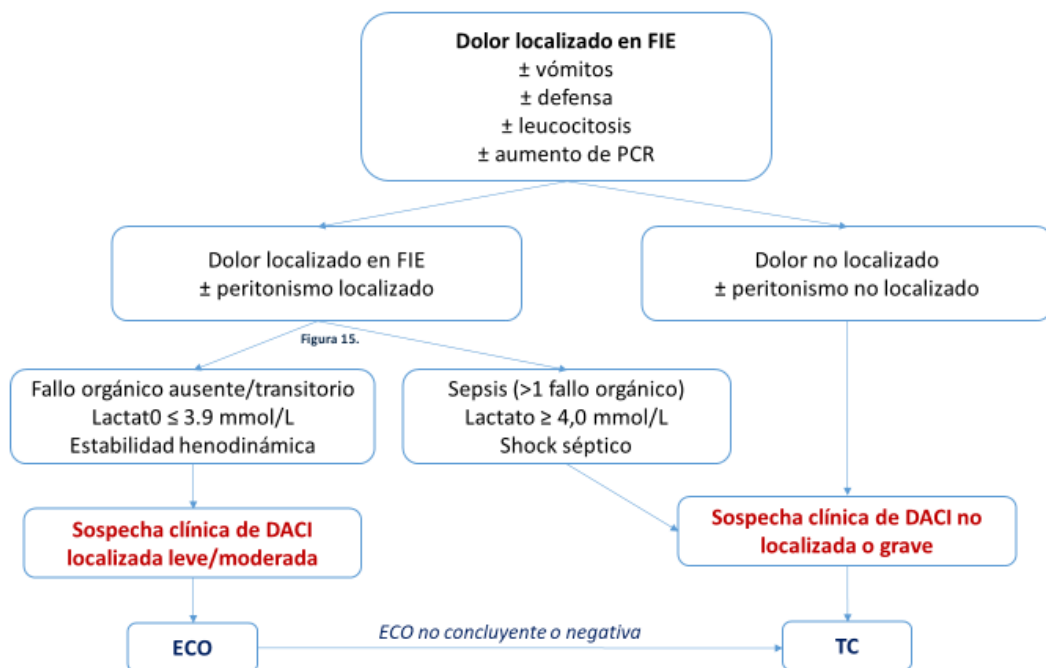 Dolor localizado en FIE
± vómitos
± defensa
± leucocitosis
± aumento de PCR
Dolor localizado en FIE
± peritonismo localizado
Dolor no localizado
± peritonismo no localizado
Figura 15.
Fallo orgánico ausente/transitorio
Lactat0 ≤ 3.9 mmol/L
Estabilidad henodinámica
Sepsis (>1 fallo orgánico)
Lactato ≥ 4,0 mmol/L
Shock séptico
Sospecha clínica de DACI
localizada leve/moderada
Sospecha clínica de DACI no
localizada o grave
ECO
ECO no concluyente o negativa
TC